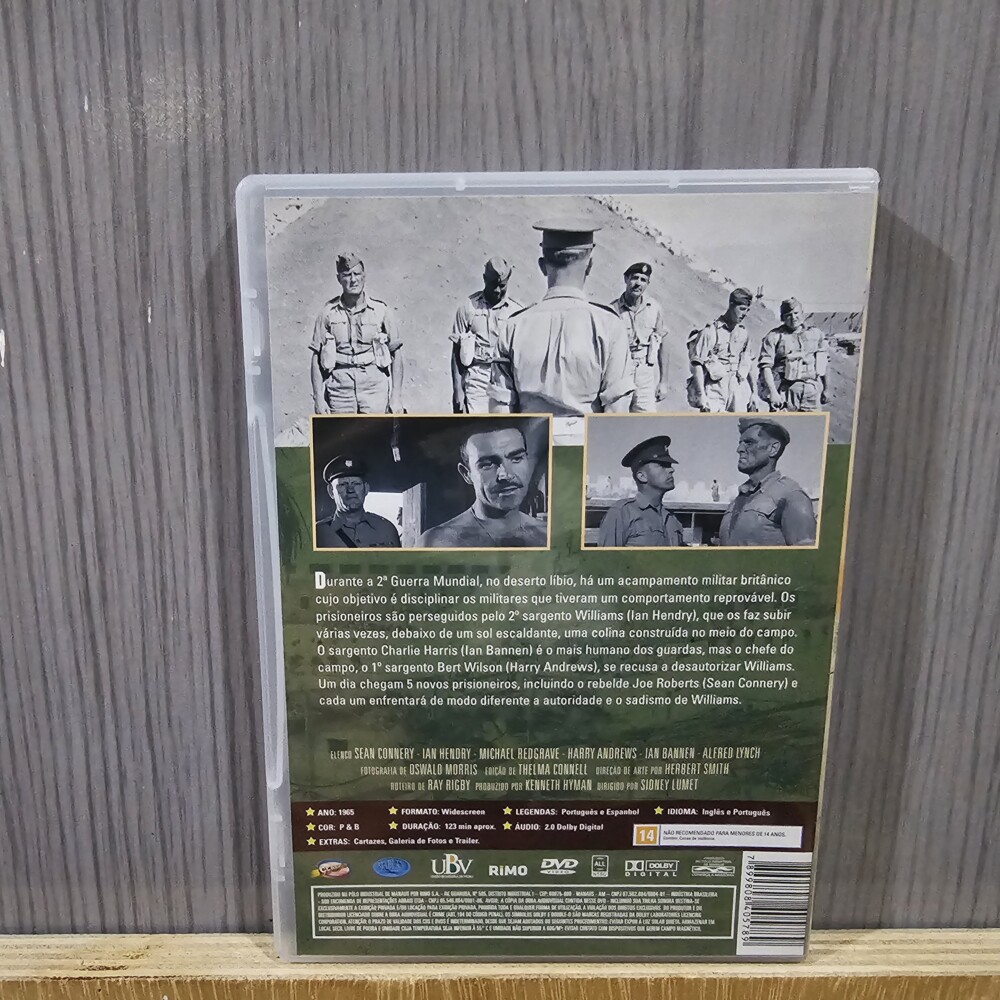 Durante a 2ª Guerra Mundial, no deserto líbio, há um acampamento militar britânico
cujo objetivo é disciplinar os militares que tiveram um comportamento reprovável. Os
prisioneiros são perseguidos pelo 2º sargento Williams (Ian Hendry), que os faz subir
várias vezes, debaixo de um sol escaldante, uma colina construída no meio do campo.
O sargento Charlie Harris (Ian Bannen) é o mais humano dos guardas, mas o chefe do
campo, o 1º sargento Bert Wilson (Harry Andrews), se recusa a desautorizar Williams.
Um dia chegam 5 novos prisioneiros, incluindo o rebelde Joe Roberts (Sean Connery) e
cada um enfrentará de modo diferente a autoridade e o sadismo de Williams.
ELENCO SEAN CONNERY - IAN HENDRY - MICHAEL REDGRAVE - HARRY ANDREWS - IAN BANNEN - ALFRED LYNCH
FOTOGRAFIA DE OSWALD MORRIS EDIÇÃO DE THELMA CONNELL DIREÇÃO DE ARTE POR HERBERT SMITH
ROTEIRO DE RAY RIGBY PRODUZIDO POR KENNETH HYMAN DIRIGIDO POR SIDNEY LUMET
ANO: 1965 FORMATO: Widescreen LEGENDAS: Português e Espanhol IDIOMA: Inglês e Português
COR: P & B DURAÇÃO: 123 min aprox. ÁUDIO: 2.0 Dolby Digital
14 NÃO RECOMENDADO PARA MENORES DE 14 ANOS.
EXTRAS: Cartazes, Galeria de Fotos e Trailer.
UBV RIMO DVD VIDEO ALL NTSC DOLBY DIGITAL
7899808405789